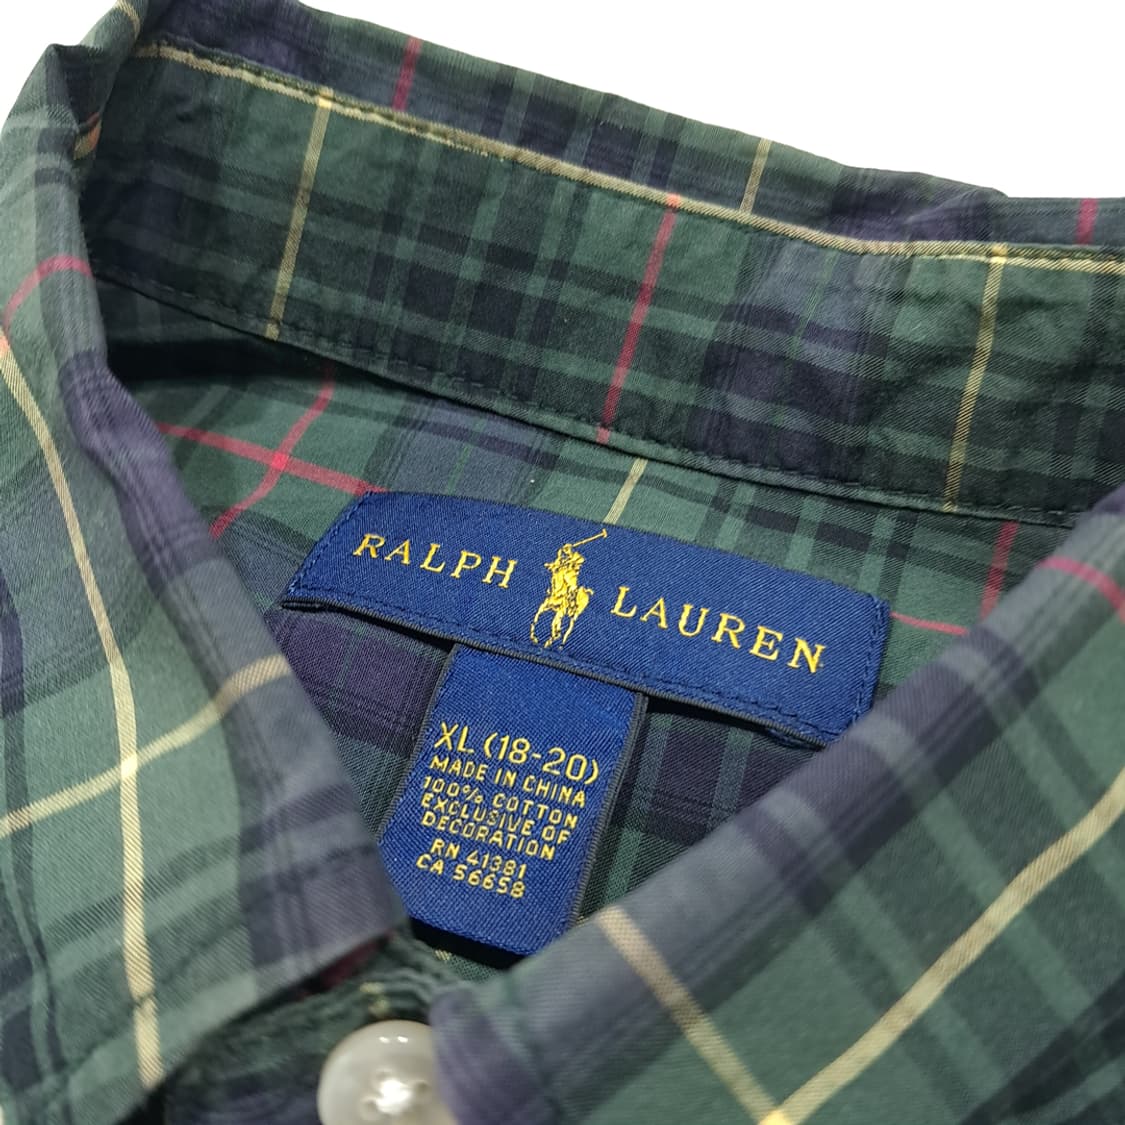 RALPH LAUREN
XL (18-20)
MADE IN CHINA
100% COTTON
EXCLUSIVE OF
DECORATION
RN 41381
CA 56658